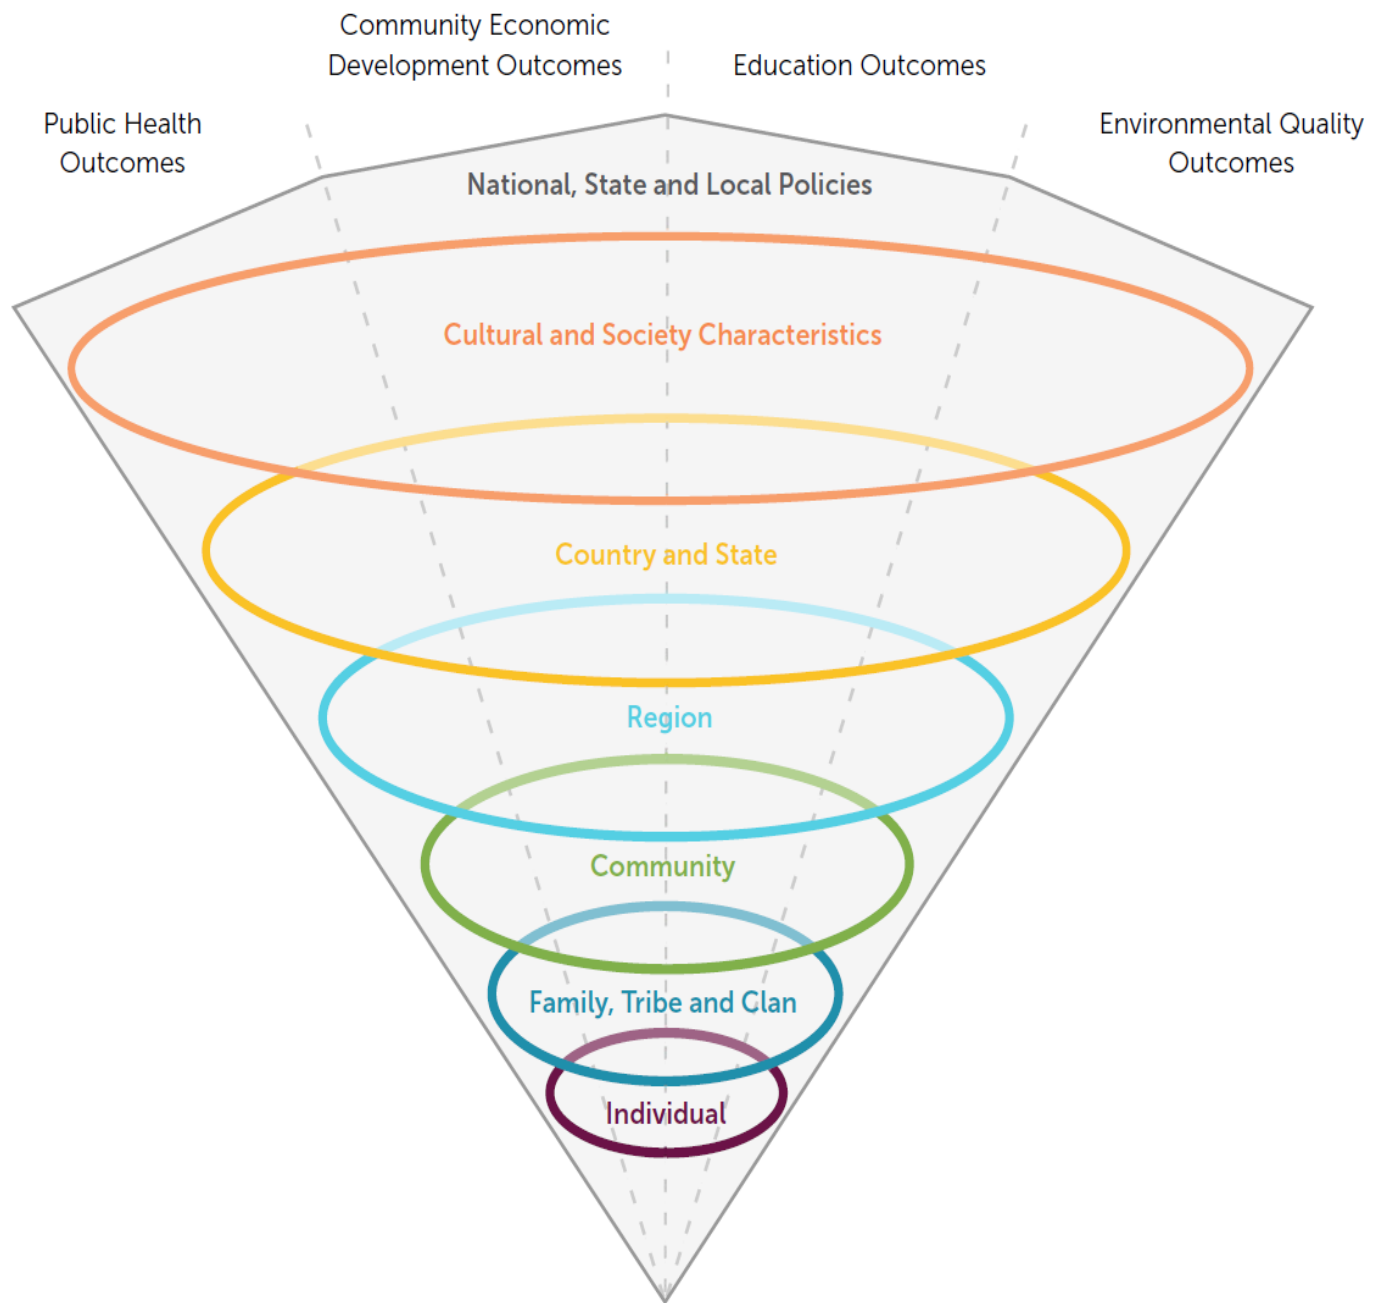 Community Economic
Development Outcomes
Education Outcomes
Public Health
Outcomes
Environmental Quality
Outcomes
National, State and Local Policies
Cultural and Society Characteristics
Country and State
Region
Community
Family, Tribe and Clan
Individual